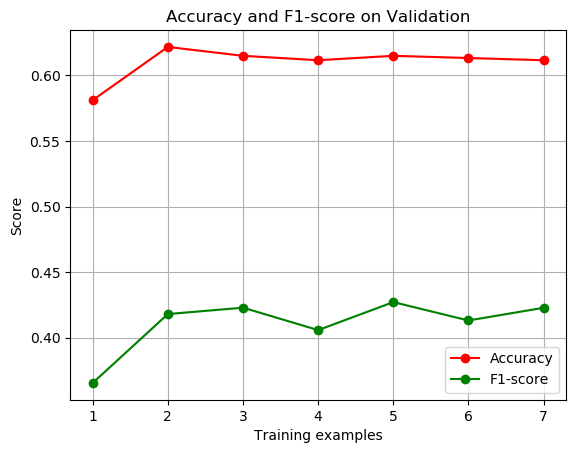 Accuracy and F1-score on Validation
Score
0.60
0.55
0.50
0.45
0.40
Accuracy
F1-score
1 2 3 4 5 6 7
Training examples